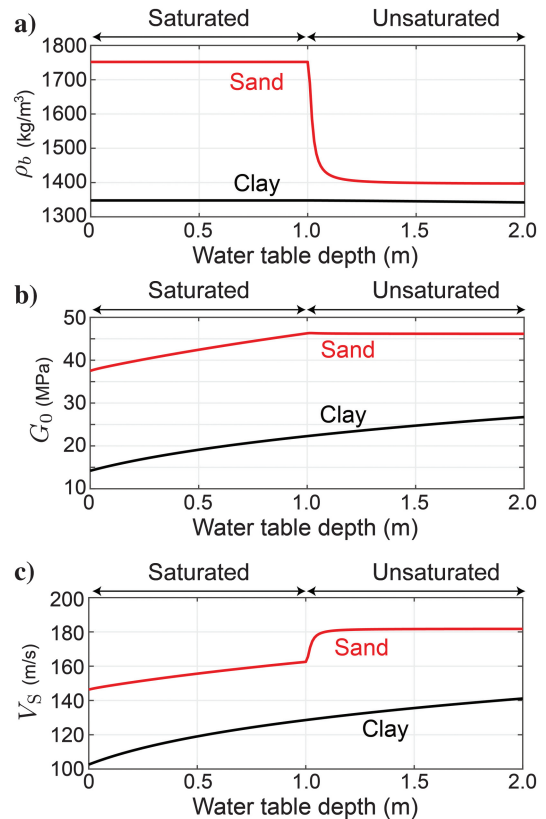 a)
Saturated
Unsaturated
1800
1700
1600
1500
1400
1300
ρb (kg/m³)
Sand
Clay
0
0.5
1.0
1.5
2.0
Water table depth (m)
b)
Saturated
Unsaturated
50
40
30
20
10
G0 (MPa)
Sand
Clay
0
0.5
1.0
1.5
2.0
Water table depth (m)
c)
Saturated
Unsaturated
200
180
160
140
120
100
VS (m/s)
Sand
Clay
0
0.5
1.0
1.5
2.0
Water table depth (m)